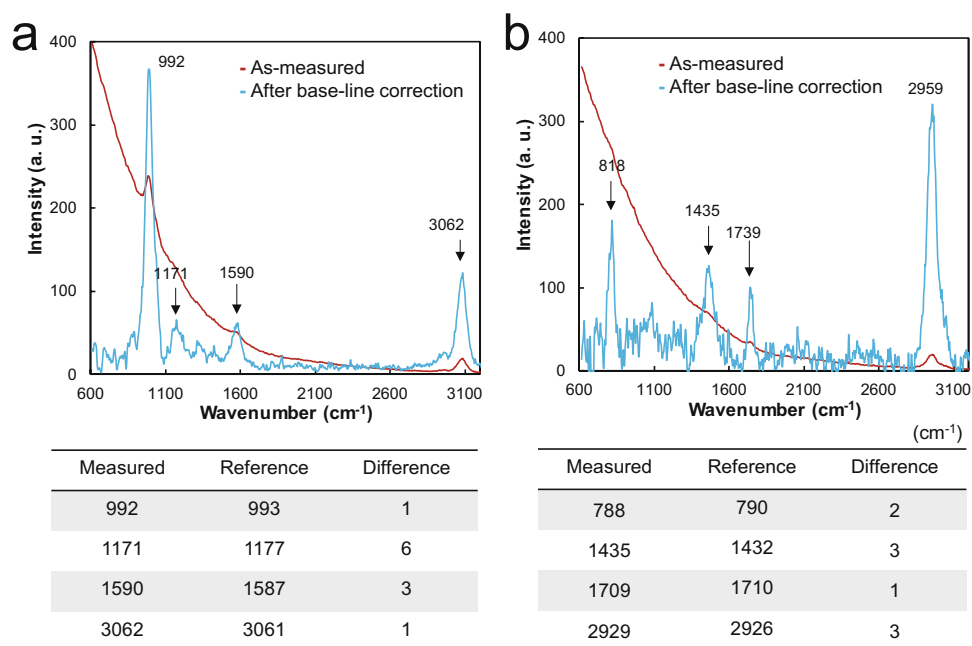 a
400
300
200
100
0
Intensity (a. u.)
992
- As-measured
- After base-line correction
1171
1590
3062
600 1100 1600 2100 2600 3100
Wavenumber (cm-1)
Measured Reference Difference
992 993 1
1171 1177 6
1590 1587 3
3062 3061 1
b
400
300
200
100
0
Intensity (a. u.)
- As-measured
- After base-line correction
2959
818
1435
1739
600 1100 1600 2100 2600 3100
Wavenumber (cm-1)
(cm-1)
Measured Reference Difference
788 790 2
1435 1432 3
1709 1710 1
2929 2926 3